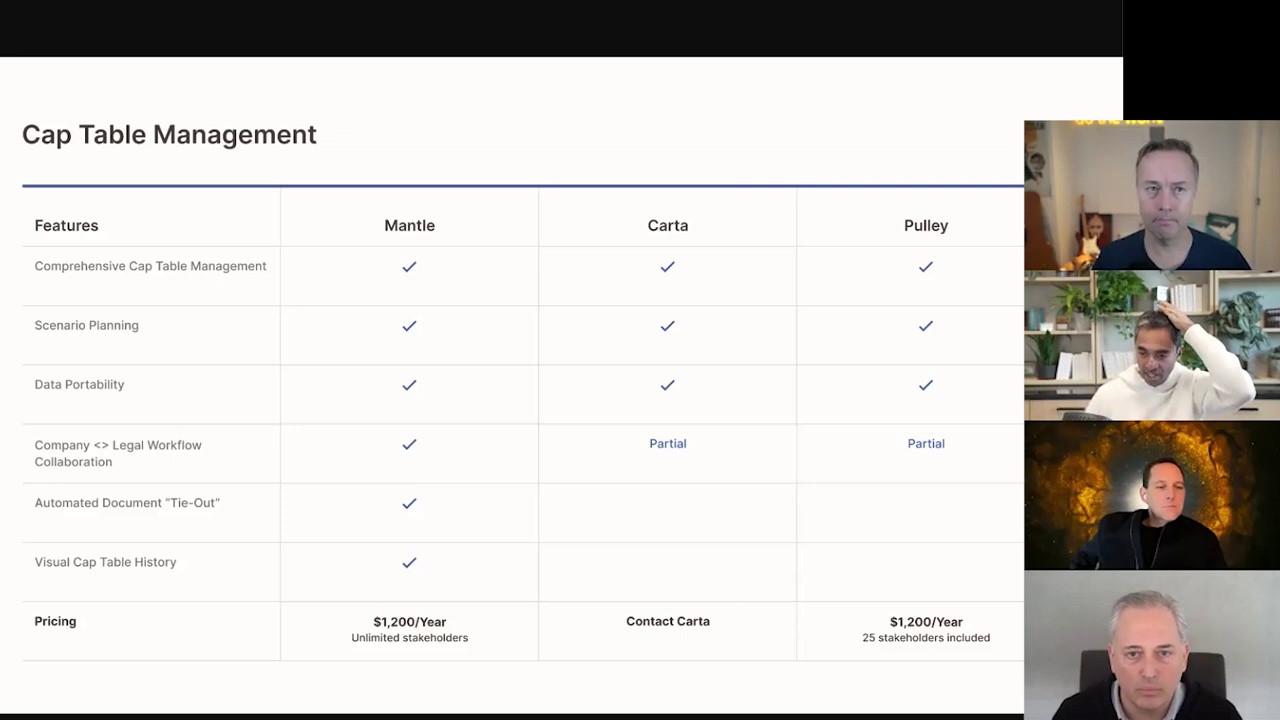 Cap Table Management
Features
Mantle
Carta
Pulley
Comprehensive Cap Table Management
Scenario Planning
Data Portability
Company <> Legal Workflow
Collaboration
Partial
Partial
Automated Document “Tie-Out”
Visual Cap Table History
Pricing
$1,200/Year
Unlimited stakeholders
Contact Carta
$1,200/Year
25 stakeholders included